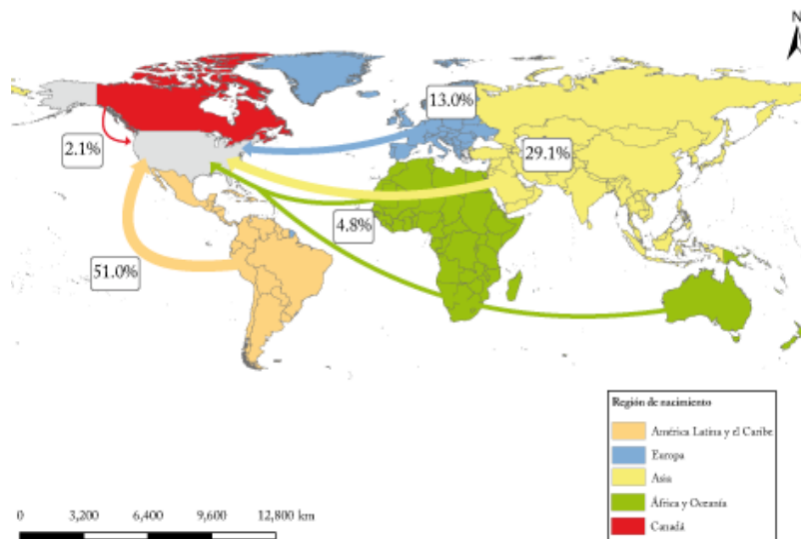 N
13.0%
2.1%
29.1%
4.8%
51.0%
Región de nacimiento
América Latina y el Caribe
Europa
Asia
África y Oceanía
Canadá
0 3,200 6,400 9,600 12,800 km